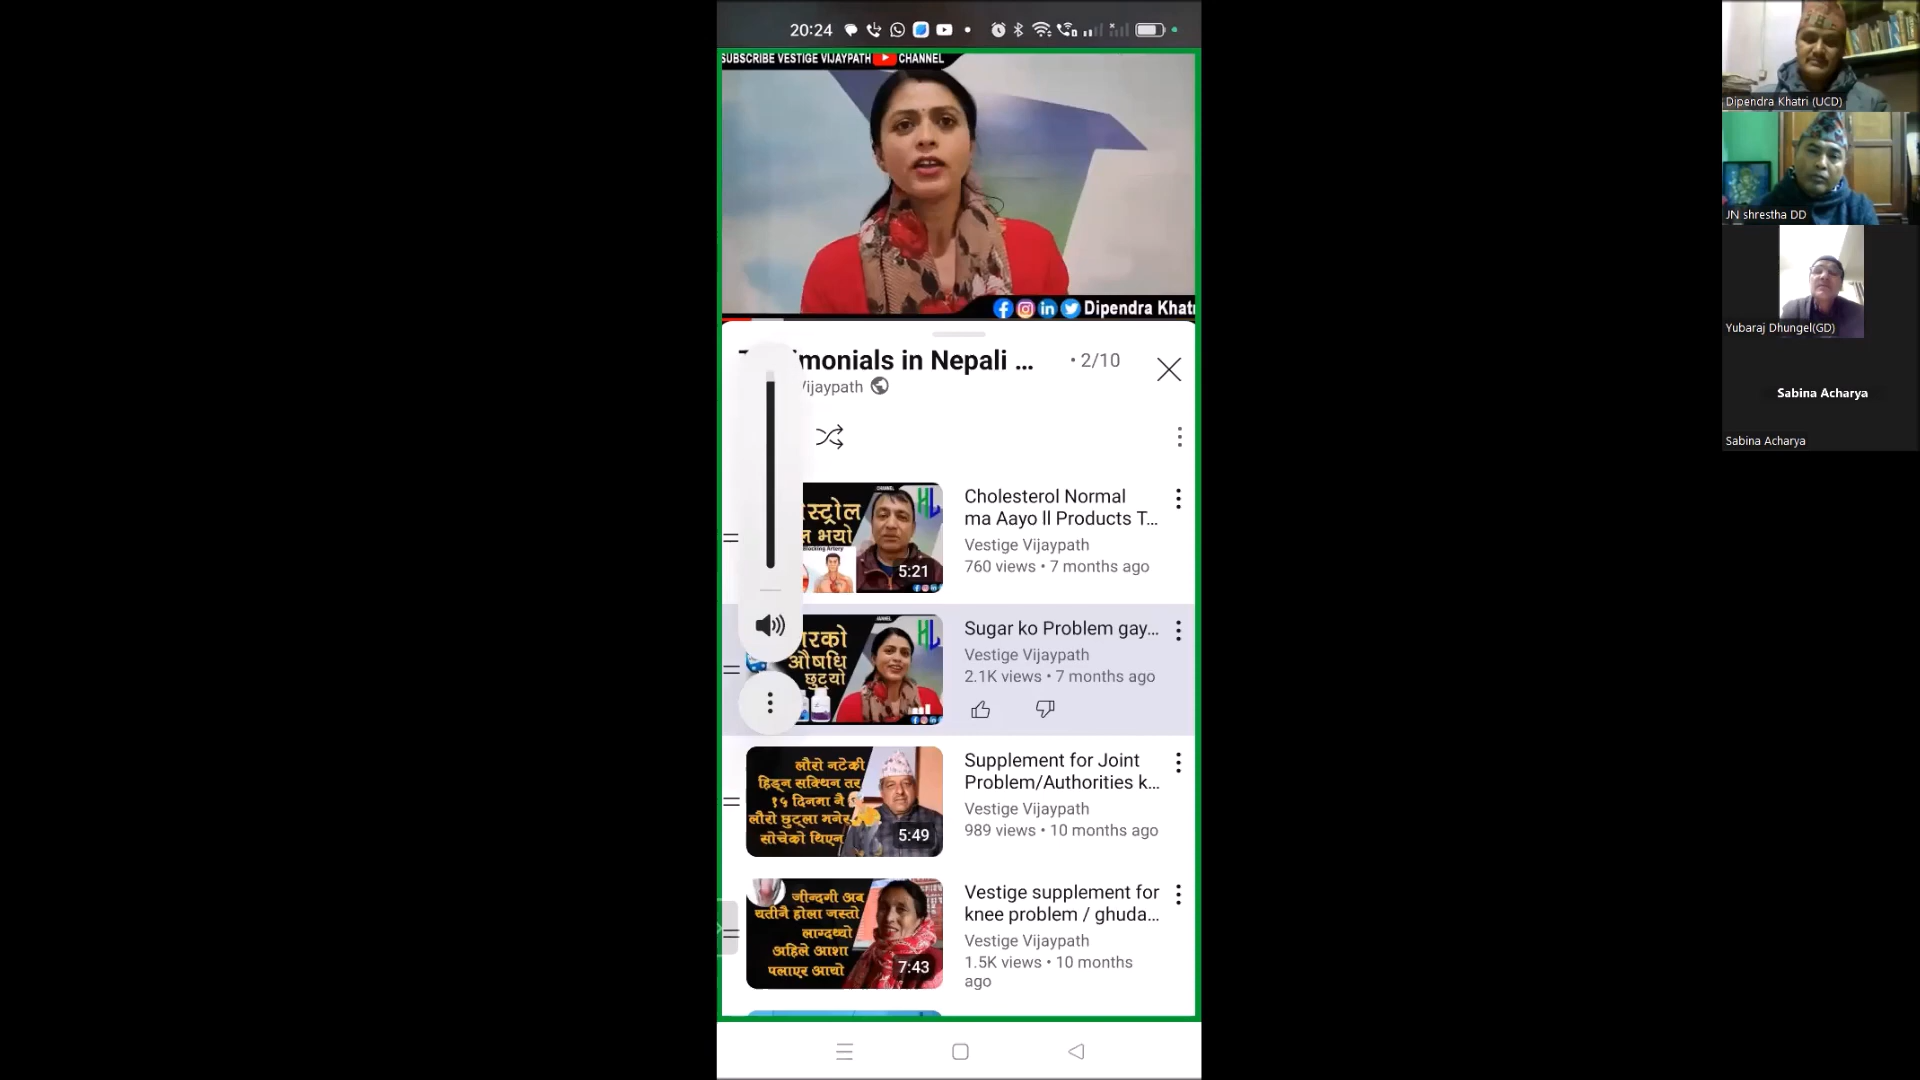 20:24
SUBSCRIBE VESTIGE VIJAYPATH CHANNEL
Dipendra Khatr
monials in Nepali ...
• 2/10
ijaypath
5:21
Cholesterol Normal
ma Aayo ll Products T...
Vestige Vijaypath
760 views • 7 months ago
औषधि
छुट्यो
Sugar ko Problem gay...
Vestige Vijaypath
2.1K views • 7 months ago
लौरो नटेकी
हिड्न सक्थिन तर
१५ दिनमा नै
लौरो छुट्ला भनेर
सोचेको थिएन
5:49
Supplement for Joint
Problem/Authorities k...
Vestige Vijaypath
989 views • 10 months ago
जीन्दगी अब
यतीनै होला जस्तो
लाग्दथ्यो
अहिले आशा
पलाएर आयो
7:43
Vestige supplement for
knee problem / ghuda...
Vestige Vijaypath
1.5K views • 10 months
ago
Dipendra Khatri (UCD)
JN shrestha DD
Yubaraj Dhungel(GD)
Sabina Acharya
Sabina Acharya